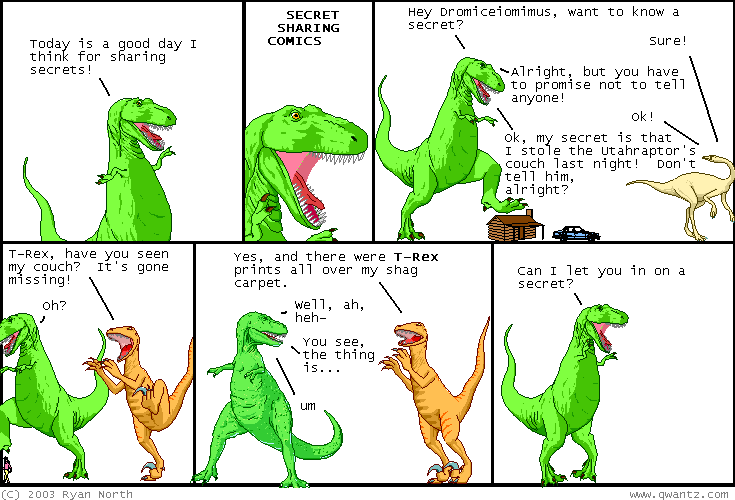 Today is a good day I
think for sharing
secrets!
SECRET
SHARING
COMICS
Hey Dromiceiomimus, want to know a
secret?
Sure!
Alright, but you have
to promise not to tell
anyone!
Ok!
Ok, my secret is that
I stole the Utahraptor's
couch last night! Don't
tell him,
alright?
T-Rex, have you seen
my couch? It's gone
missing!
Oh?
Yes, and there were T-Rex
prints all over my shag
carpet.
Well, ah,
heh-
You see,
the thing
is...
um
Can I let you in on a
secret?
(C) 2003 Ryan North
www.qwantz.com